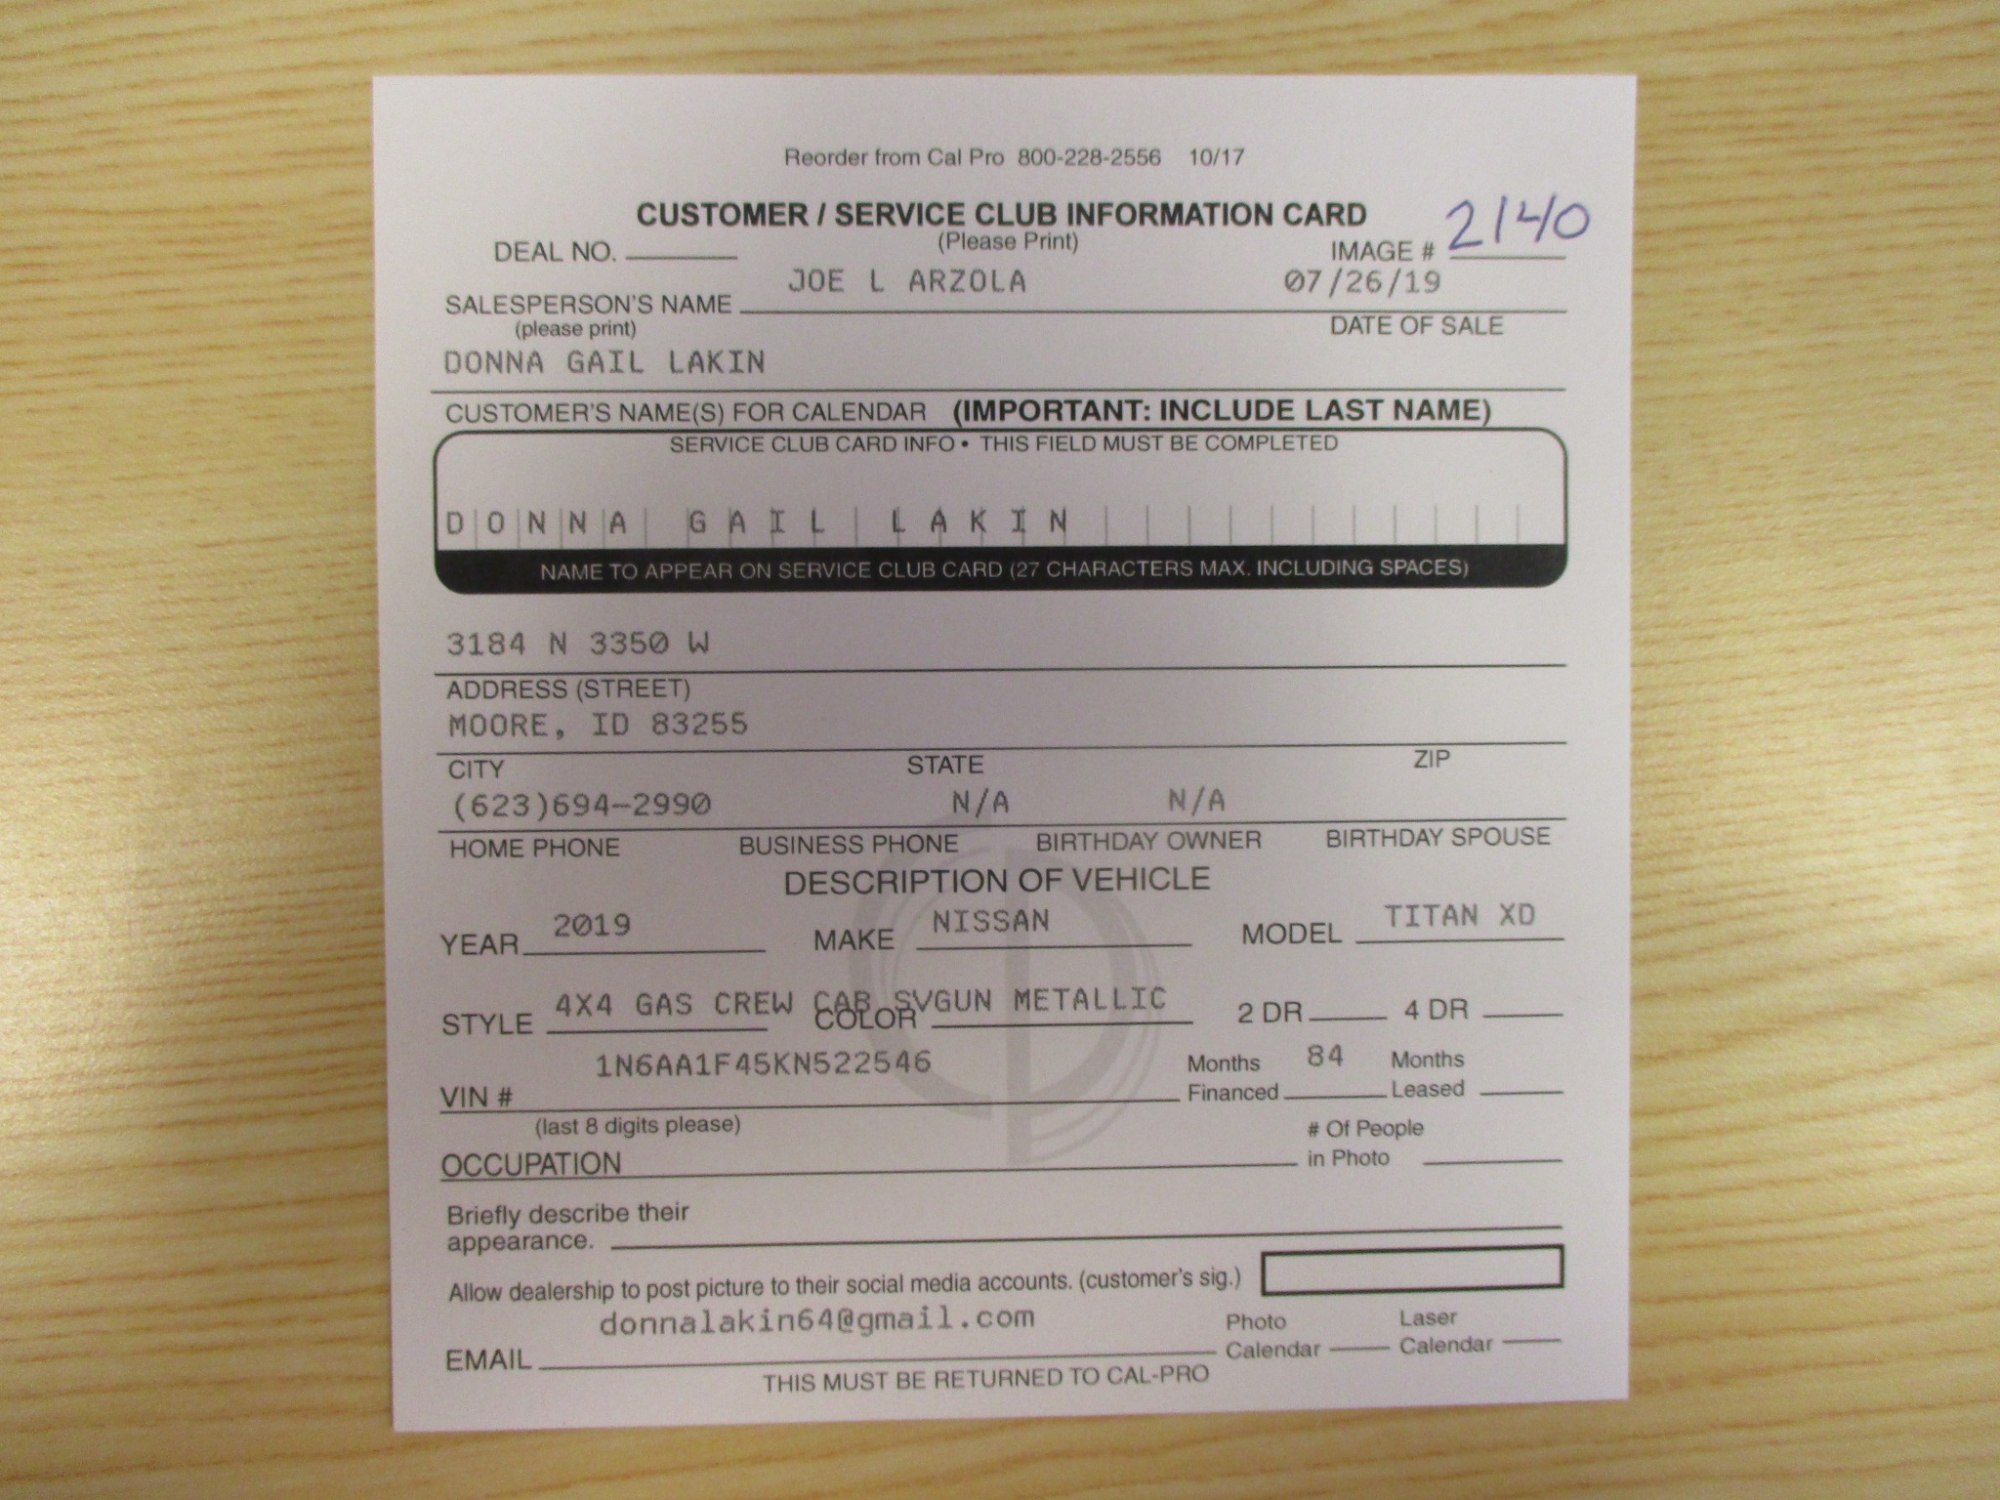 Reorder from Cal Pro 800-228-2556 10/17
CUSTOMER / SERVICE CLUB INFORMATION CARD
(Please Print)
DEAL NO. IMAGE # 2140
JOE L ARZOLA 07/26/19
SALESPERSON'S NAME
(please print) DATE OF SALE
DONNA GAIL LAKIN
CUSTOMER'S NAME(S) FOR CALENDAR (IMPORTANT: INCLUDE LAST NAME)
SERVICE CLUB CARD INFO • THIS FIELD MUST BE COMPLETED
DONNA GAIL LAKIN
NAME TO APPEAR ON SERVICE CLUB CARD (27 CHARACTERS MAX. INCLUDING SPACES)
3184 N 3350 W
ADDRESS (STREET)
MOORE, ID 83255
CITY STATE ZIP
(623)694-2990 N/A N/A
HOME PHONE BUSINESS PHONE BIRTHDAY OWNER BIRTHDAY SPOUSE
DESCRIPTION OF VEHICLE
YEAR 2019 MAKE NISSAN MODEL TITAN XD
4X4 GAS CREW CAB SVGUN METALLIC
STYLE COLOR 2 DR 4 DR
1N6AA1F45KN522546 Months 84 Months
VIN # Financed Leased
(last 8 digits please) # Of People
OCCUPATION in Photo
Briefly describe their
appearance.
Allow dealership to post picture to their social media accounts. (customer's sig.)
donnalakin64@gmail.com Photo Laser
EMAIL Calendar Calendar
THIS MUST BE RETURNED TO CAL-PRO